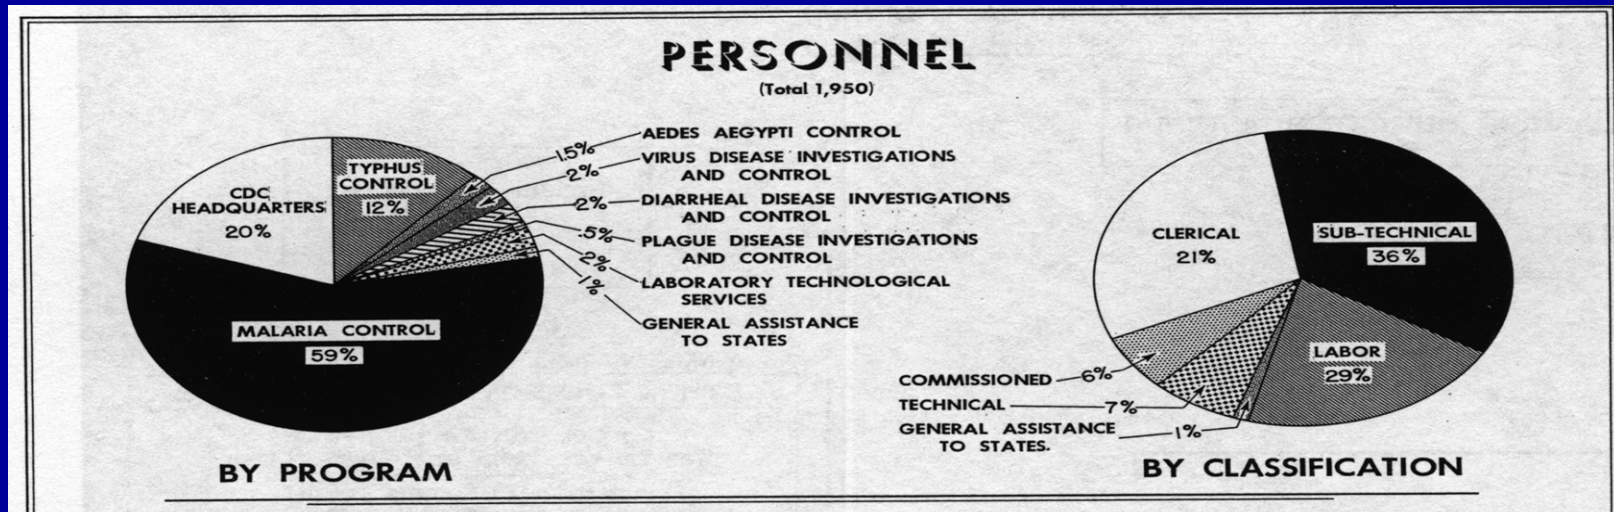 PERSONNEL
(Total 1,950)
CDC
HEADQUARTERS
20%
TYPHUS
CONTROL
12%
MALARIA CONTROL
59%
1.5%
AEDES AEGYPTI CONTROL
2%
VIRUS DISEASE INVESTIGATIONS
AND CONTROL
2%
DIARRHEAL DISEASE INVESTIGATIONS
AND CONTROL
.5%
PLAGUE DISEASE INVESTIGATIONS
AND CONTROL
2%
LABORATORY TECHNOLOGICAL
SERVICES
1%
GENERAL ASSISTANCE
TO STATES
BY PROGRAM
CLERICAL
21%
SUB-TECHNICAL
36%
LABOR
29%
COMMISSIONED 6%
TECHNICAL 7%
GENERAL ASSISTANCE 1%
TO STATES.
BY CLASSIFICATION